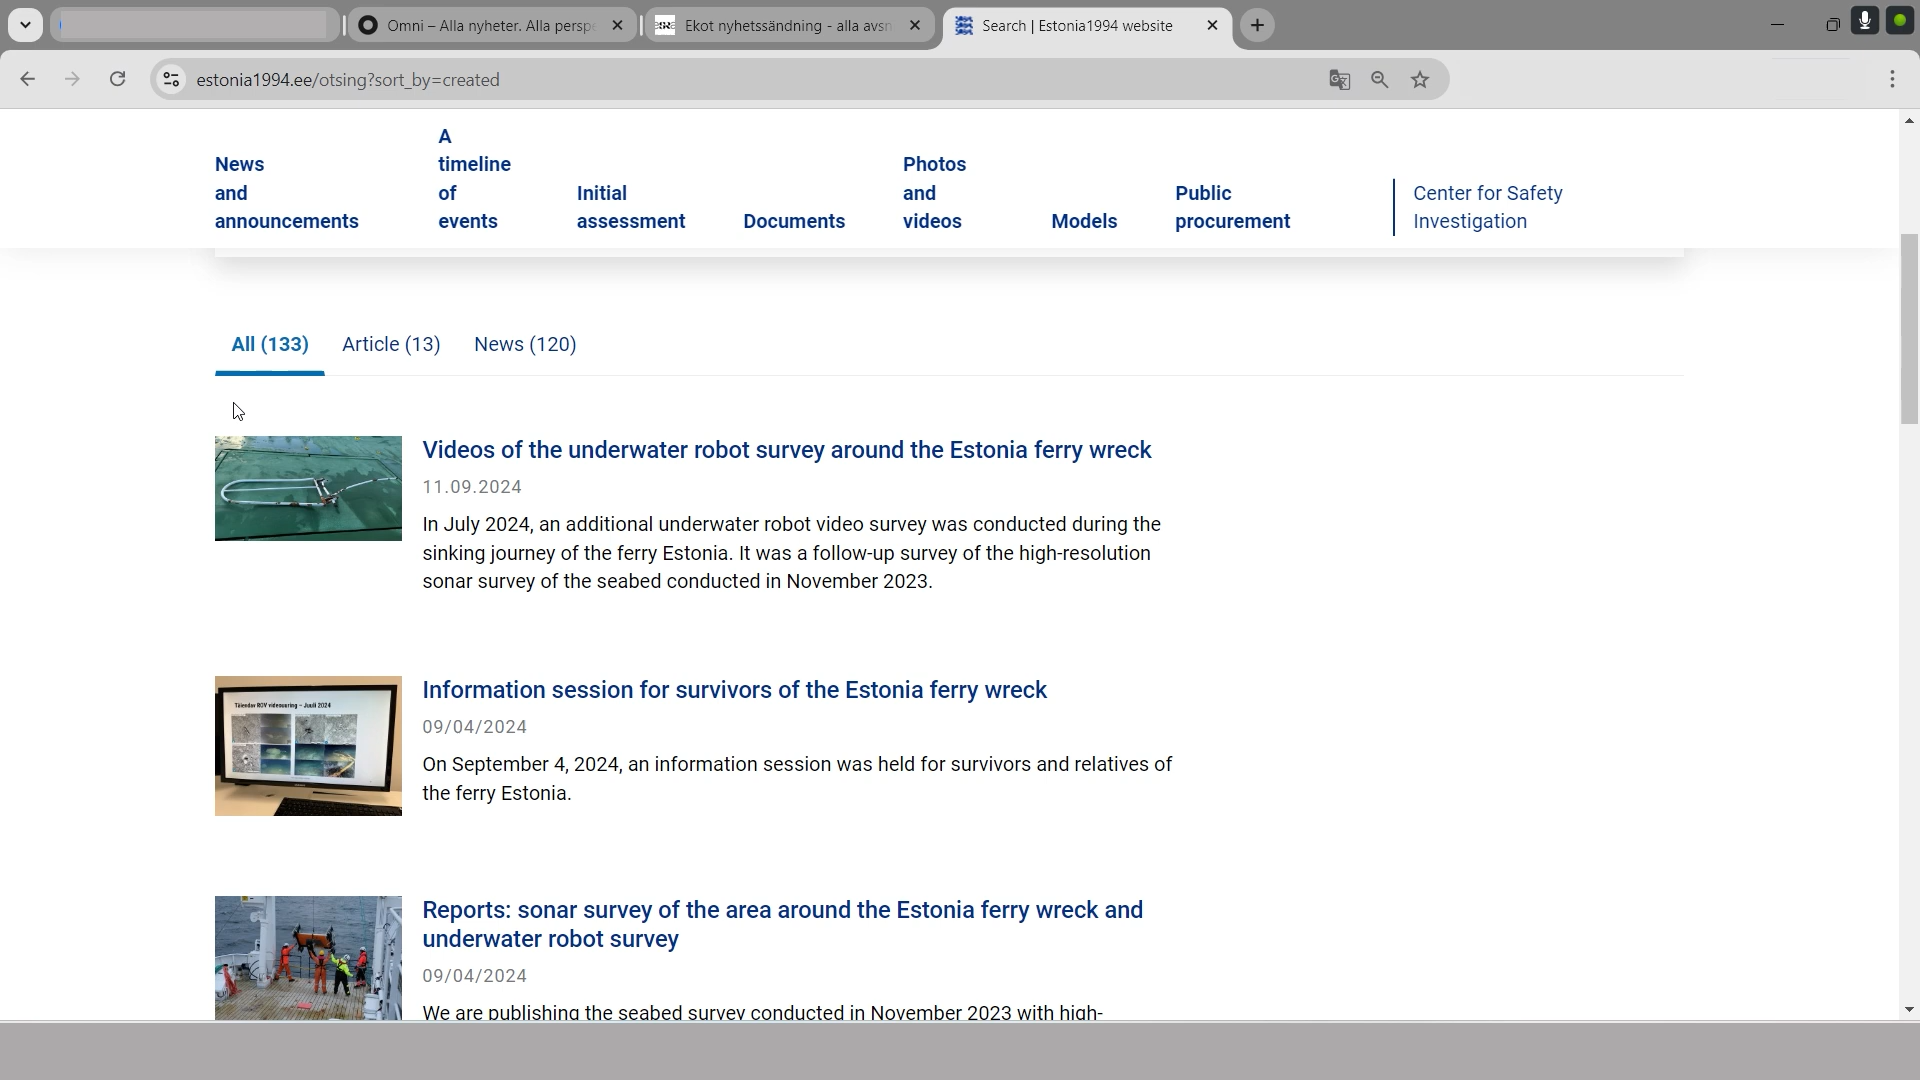 Omni – Alla nyheter. Alla perspe
Ekot nyhetssändning - alla avsn
Search | Estonia1994 website
estonia1994.ee/otsing?sort_by=created
News
and
announcements
A
timeline
of
events
Initial
assessment
Documents
Photos
and
videos
Models
Public
procurement
Center for Safety
Investigation
All (133)
Article (13)
News (120)
Videos of the underwater robot survey around the Estonia ferry wreck
11.09.2024
In July 2024, an additional underwater robot video survey was conducted during the
sinking journey of the ferry Estonia. It was a follow-up survey of the high-resolution
sonar survey of the seabed conducted in November 2023.
Täiendav ROV videouuring – Juuli 2024
Information session for survivors of the Estonia ferry wreck
09/04/2024
On September 4, 2024, an information session was held for survivors and relatives of
the ferry Estonia.
Reports: sonar survey of the area around the Estonia ferry wreck and
underwater robot survey
09/04/2024
We are publishing the seabed survey conducted in November 2023 with high-